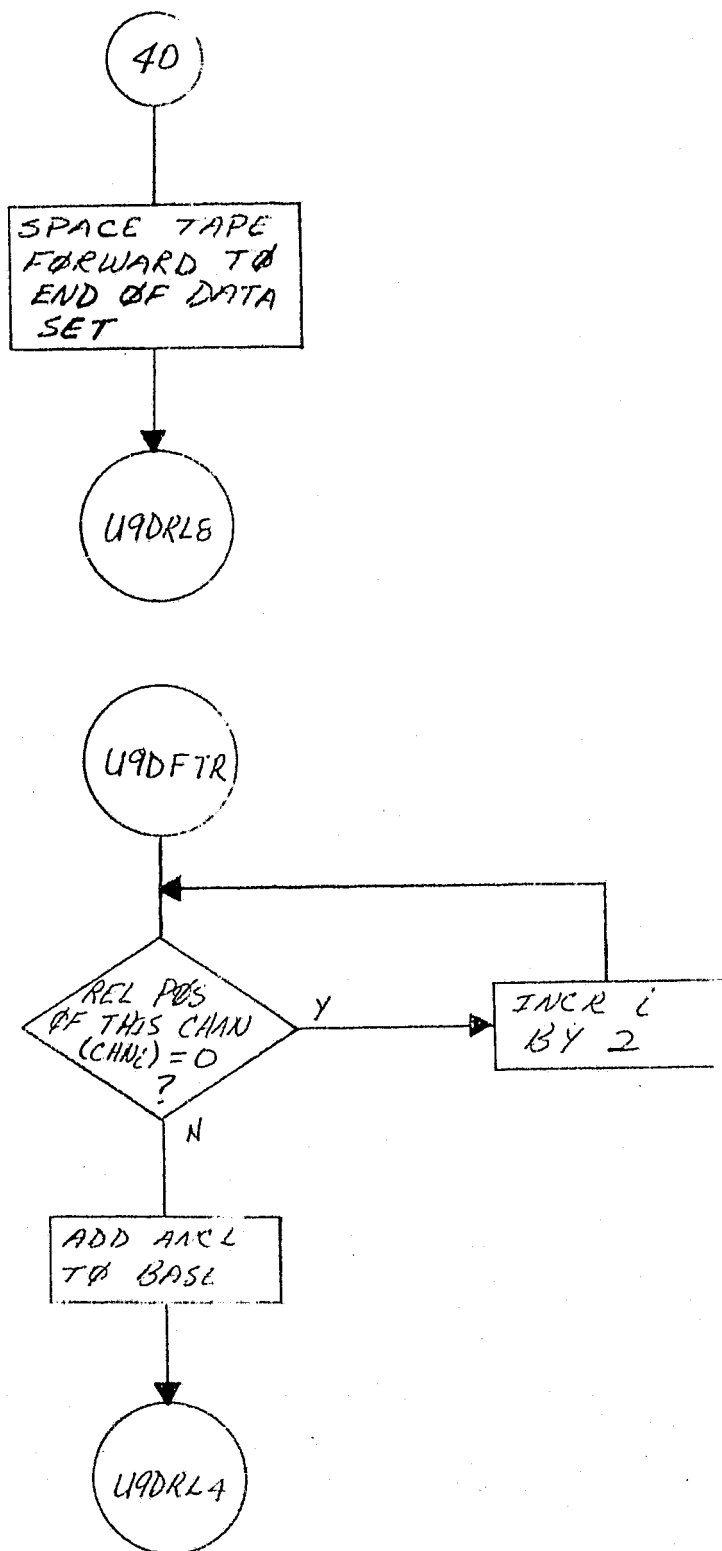 40
SPACE TAPE
FØRWARD TØ
END ØF DATA
SET
U9DRL8
U9DFTR
REL PØS
ØF THIS CHAN
(CHNi) = 0
?
Y
INCR i
BY 2
N
ADD
TØ BASE
U9DRL4